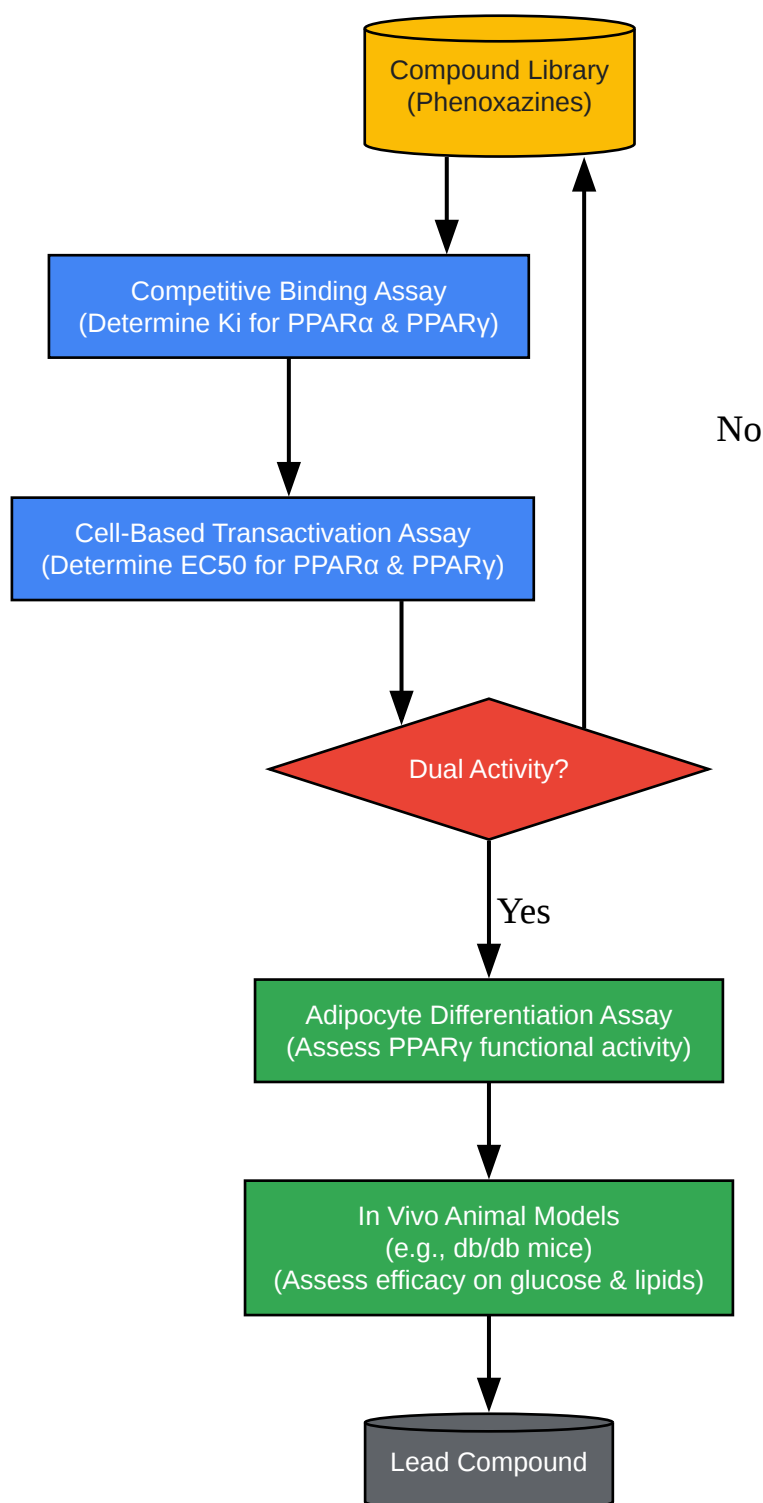 Compound Library
(Phenoxazines)
Competitive Binding Assay
(Determine Ki for PPARα & PPARγ)
No
Cell-Based Transactivation Assay
(Determine EC50 for PPARα & PPARγ)
Dual Activity?
Yes
Adipocyte Differentiation Assay
(Assess PPARγ functional activity)
In Vivo Animal Models
(e.g., db/db mice)
(Assess efficacy on glucose & lipids)
Lead Compound